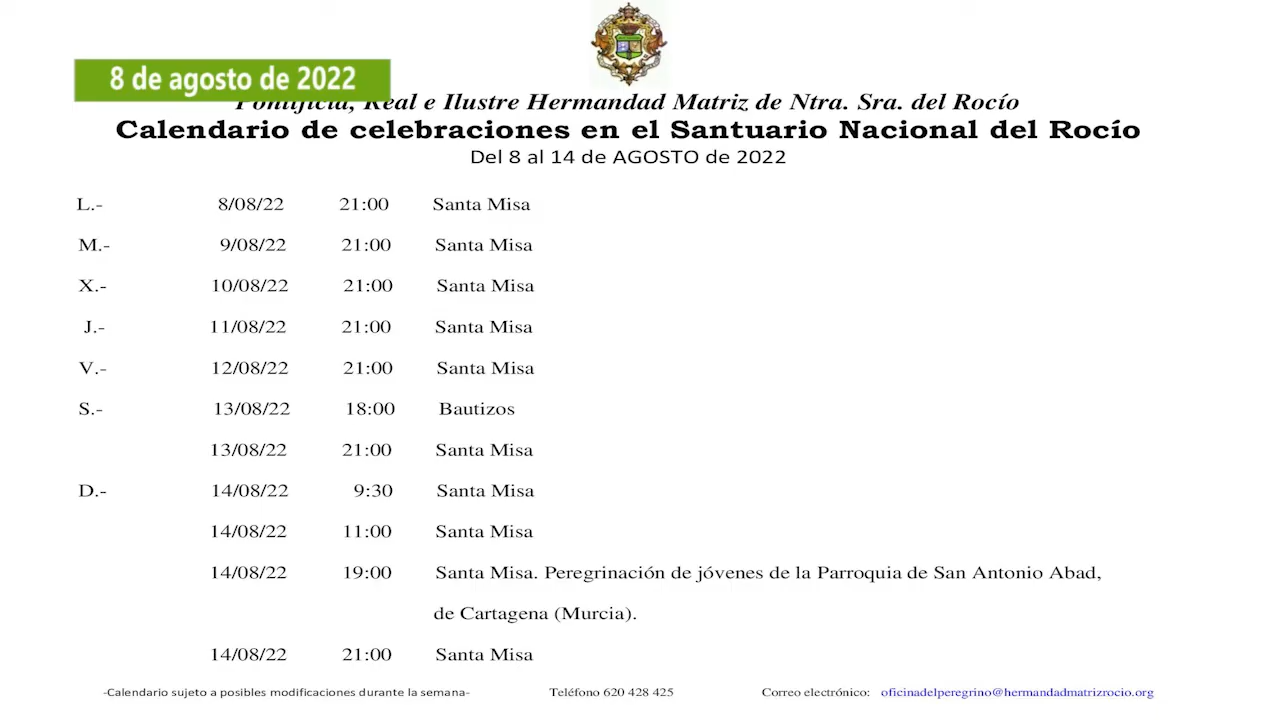 8 de agosto de 2022
Pontificia, Real e Ilustre Hermandad Matriz de Ntra. Sra. del Rocío
Calendario de celebraciones en el Santuario Nacional del Rocío
Del 8 al 14 de AGOSTO de 2022
L.- 8/08/22 21:00 Santa Misa
M.- 9/08/22 21:00 Santa Misa
X.- 10/08/22 21:00 Santa Misa
J.- 11/08/22 21:00 Santa Misa
V.- 12/08/22 21:00 Santa Misa
S.- 13/08/22 18:00 Bautizos
13/08/22 21:00 Santa Misa
D.- 14/08/22 9:30 Santa Misa
14/08/22 11:00 Santa Misa
14/08/22 19:00 Santa Misa. Peregrinación de jóvenes de la Parroquia de San Antonio Abad,
de Cartagena (Murcia).
14/08/22 21:00 Santa Misa
-Calendario sujeto a posibles modificaciones durante la semana- Teléfono 620 428 425 Correo electrónico: oficinadelperegrino@hermandadmatrizrocio.org